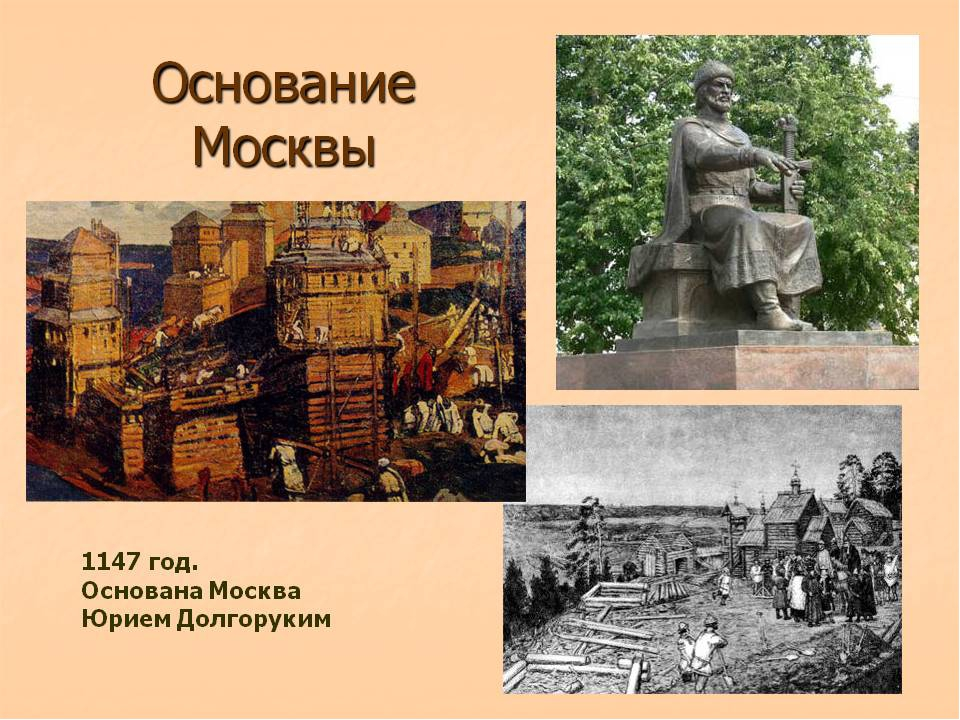 Основание
Москвы
1147 год.
Основана Москва
Юрием Долгоруким